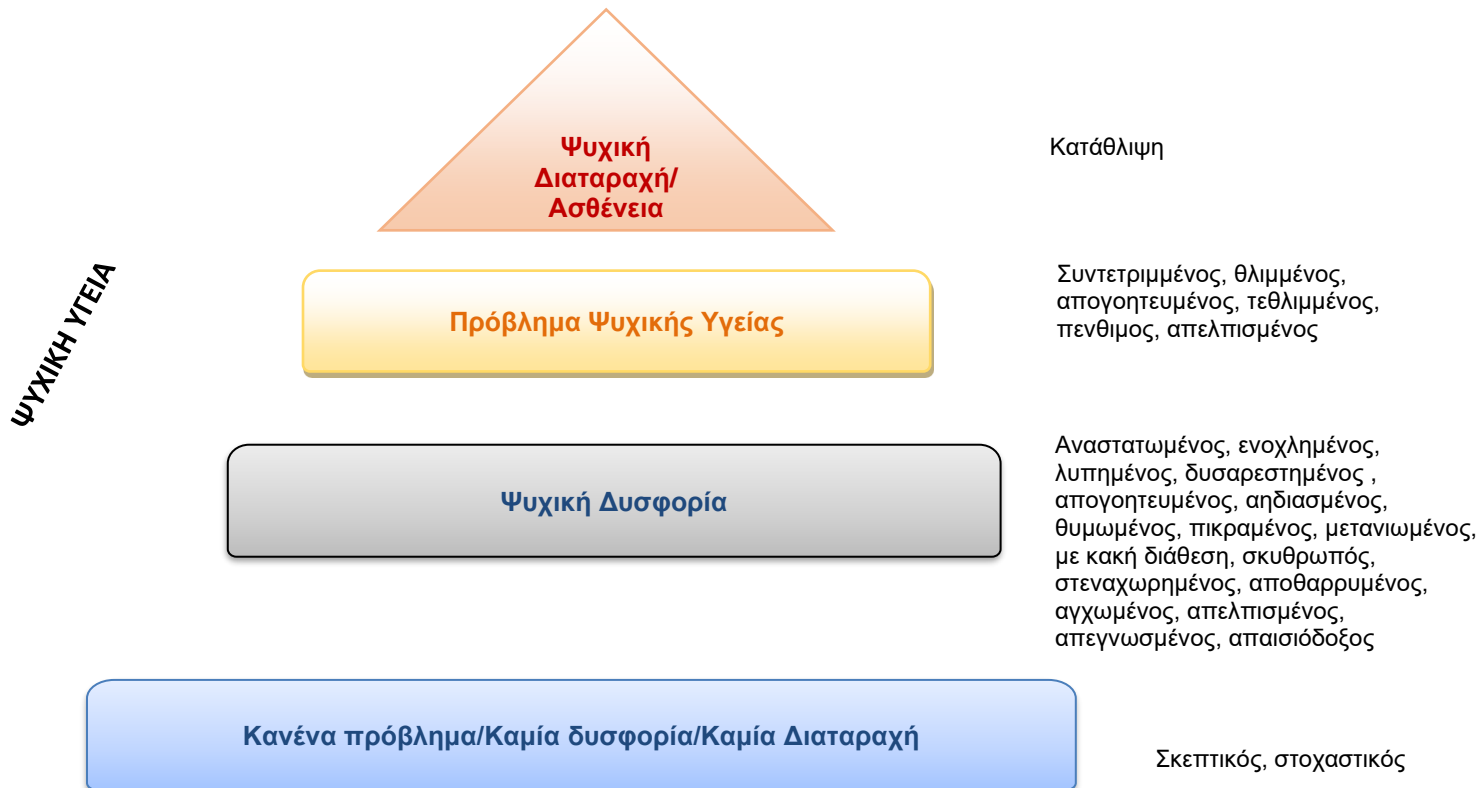 Ψυχική
Διαταραχή/
Ασθένεια
Κατάθλιψη
ΨΥΧΙΚΗ ΥΓΕΙΑ
Πρόβλημα Ψυχικής Υγείας
Συντετριμμένος, θλιμμένος,
απογοητευμένος, τεθλιμμένος,
πενθιμος, απελπισμένος
Ψυχική Δυσφορία
Αναστατωμένος, ενοχλημένος,
λυπημένος, δυσαρεστημένος ,
απογοητευμένος, αηδιασμένος,
θυμωμένος, πικραμένος, μετανιωμένος,
με κακή διάθεση, σκυθρωπός,
στεναχωρημένος, αποθαρρυμένος,
αγχωμένος, απελπισμένος,
απεγνωσμένος, απαισιόδοξος
Κανένα πρόβλημα/Καμία δυσφορία/Καμία Διαταραχή
Σκεπτικός, στοχαστικός